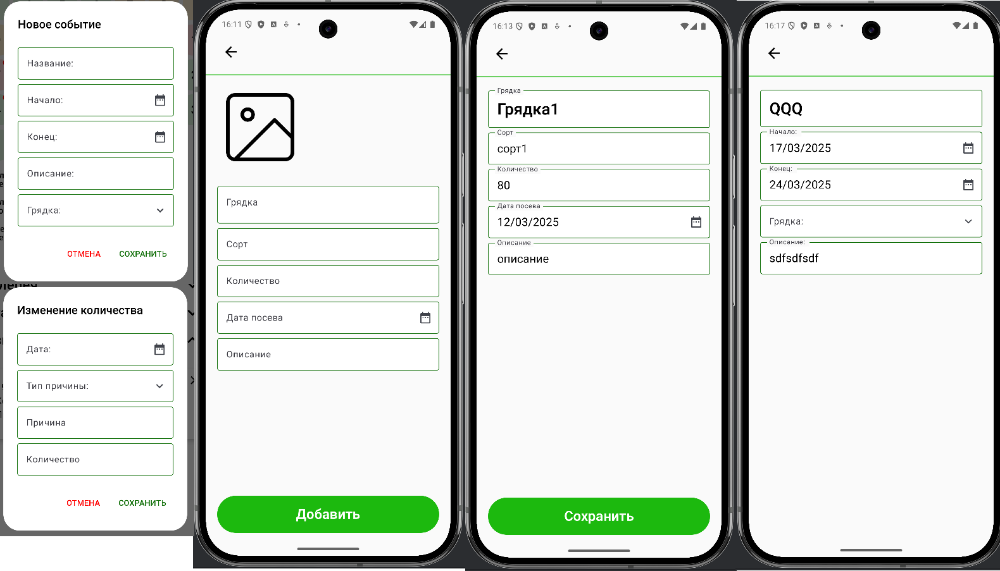 Новое событие
Название:
Начало:
Конец:
Описание:
Грядка:
ОТМЕНА СОХРАНИТЬ
Изменение количества
Дата:
Тип причины:
Причина
Количество
ОТМЕНА СОХРАНИТЬ
16:11
Грядка
Сорт
Количество
Дата посева
Описание
Добавить
16:13
Грядка
Грядка1
Сорт
сорт1
Количество
80
Дата посева
12/03/2025
Описание
описание
Сохранить
16:17
QQQ
Начало:
17/03/2025
Конец:
24/03/2025
Грядка:
Описание:
sdfsdfsdf